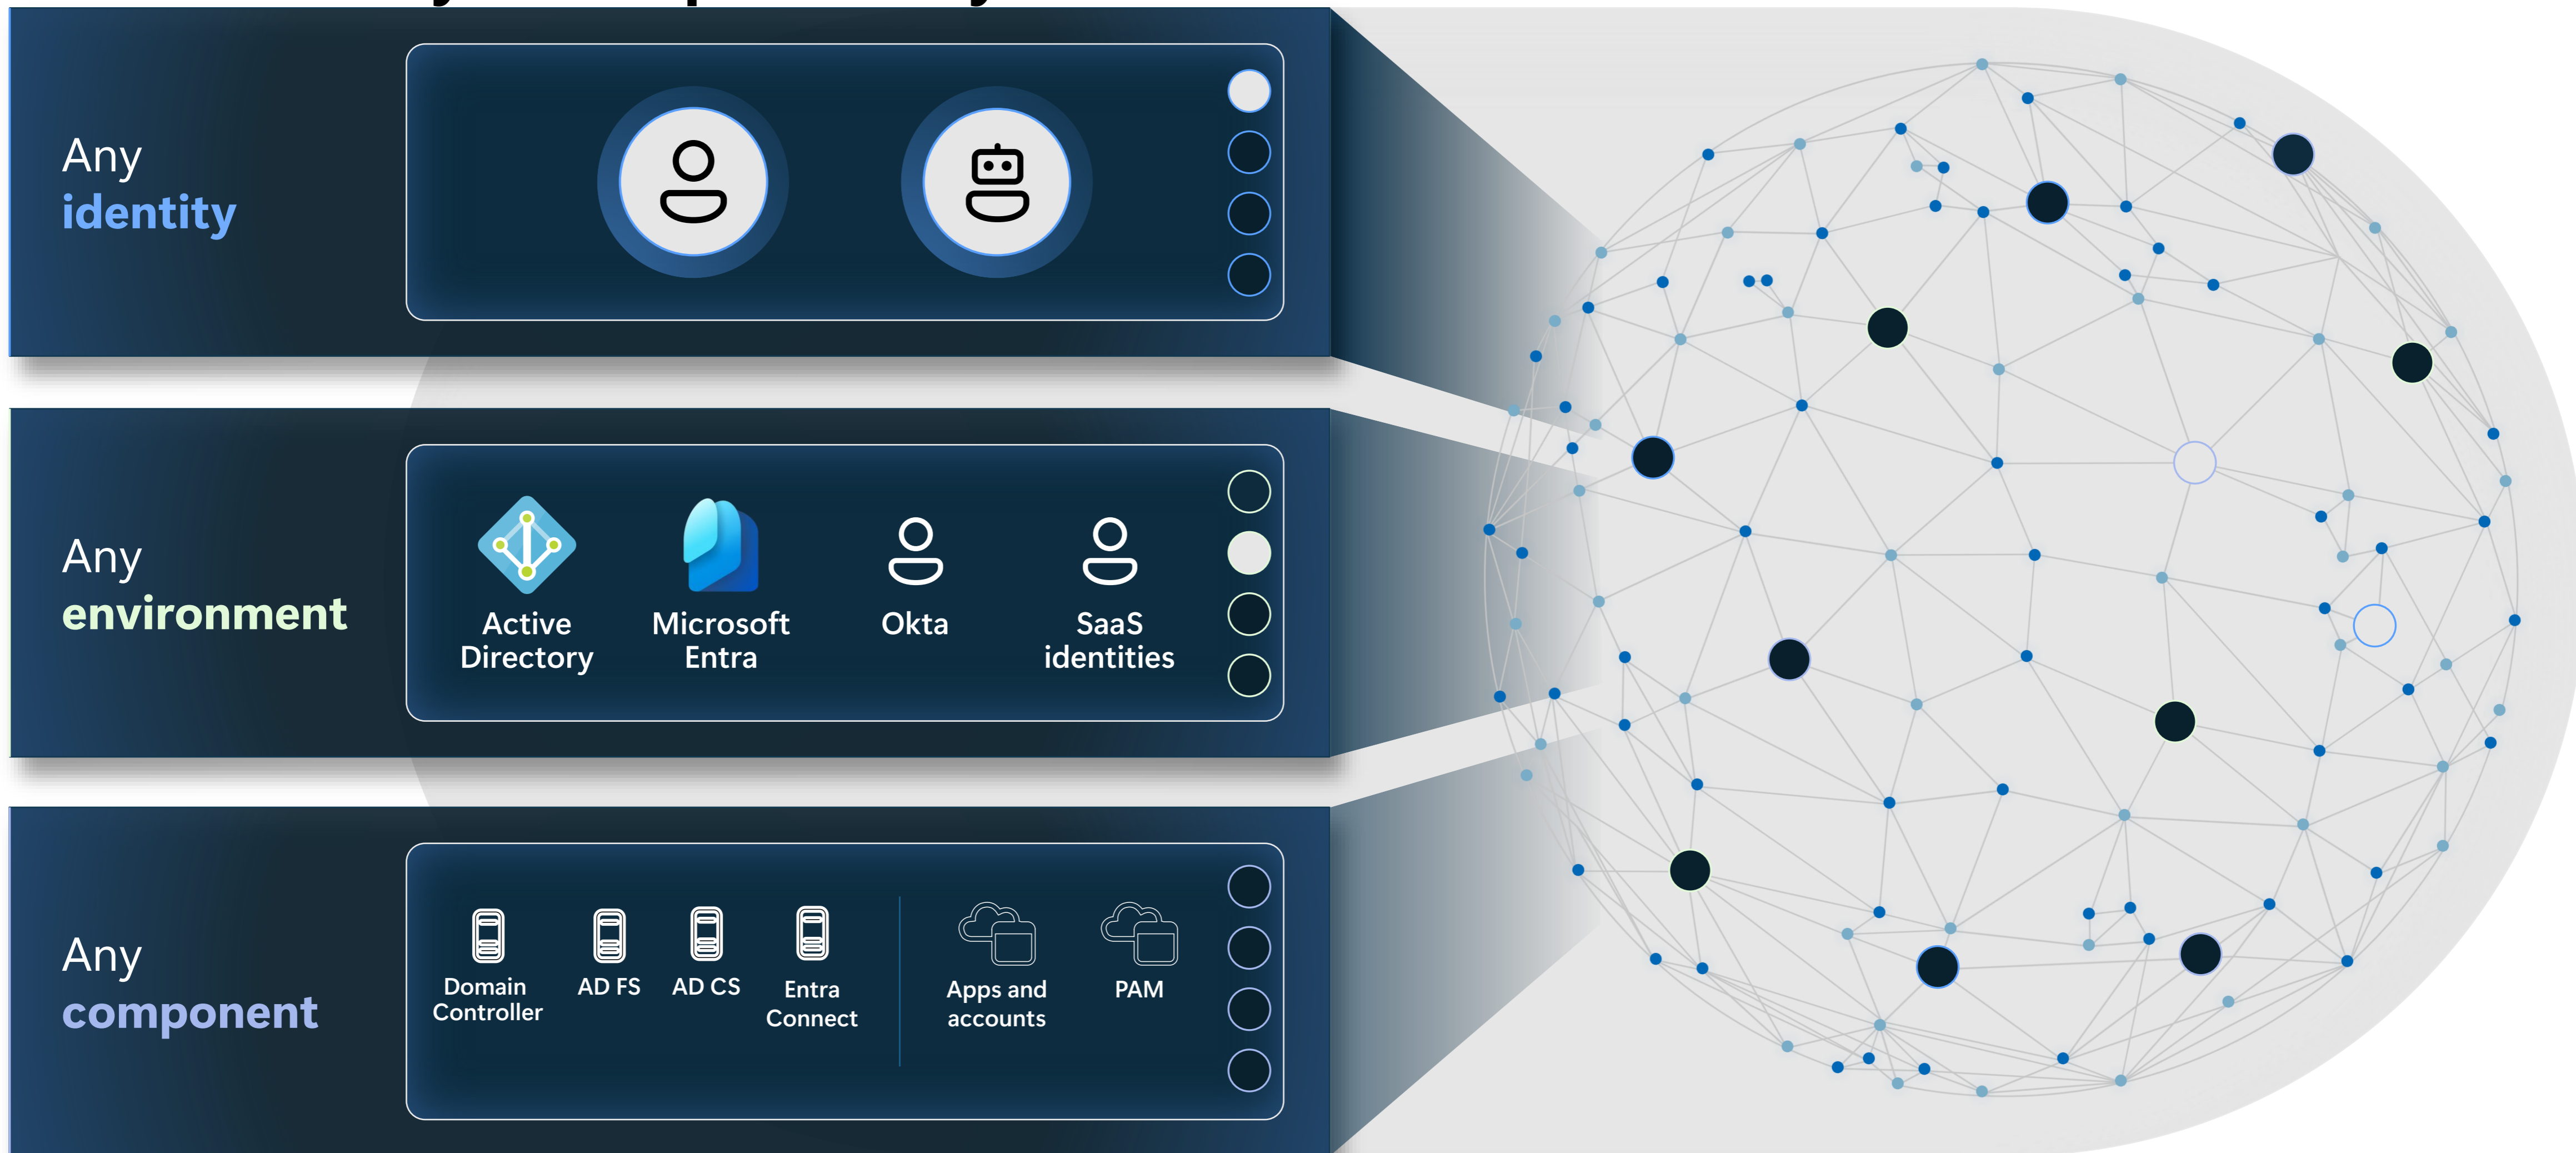 Any
identity
Any
environment
Active
Directory
Microsoft
Entra
Okta
SaaS
identities
Any
component
Domain
Controller
AD FS
AD CS
Entra
Connect
Apps and
accounts
PAM